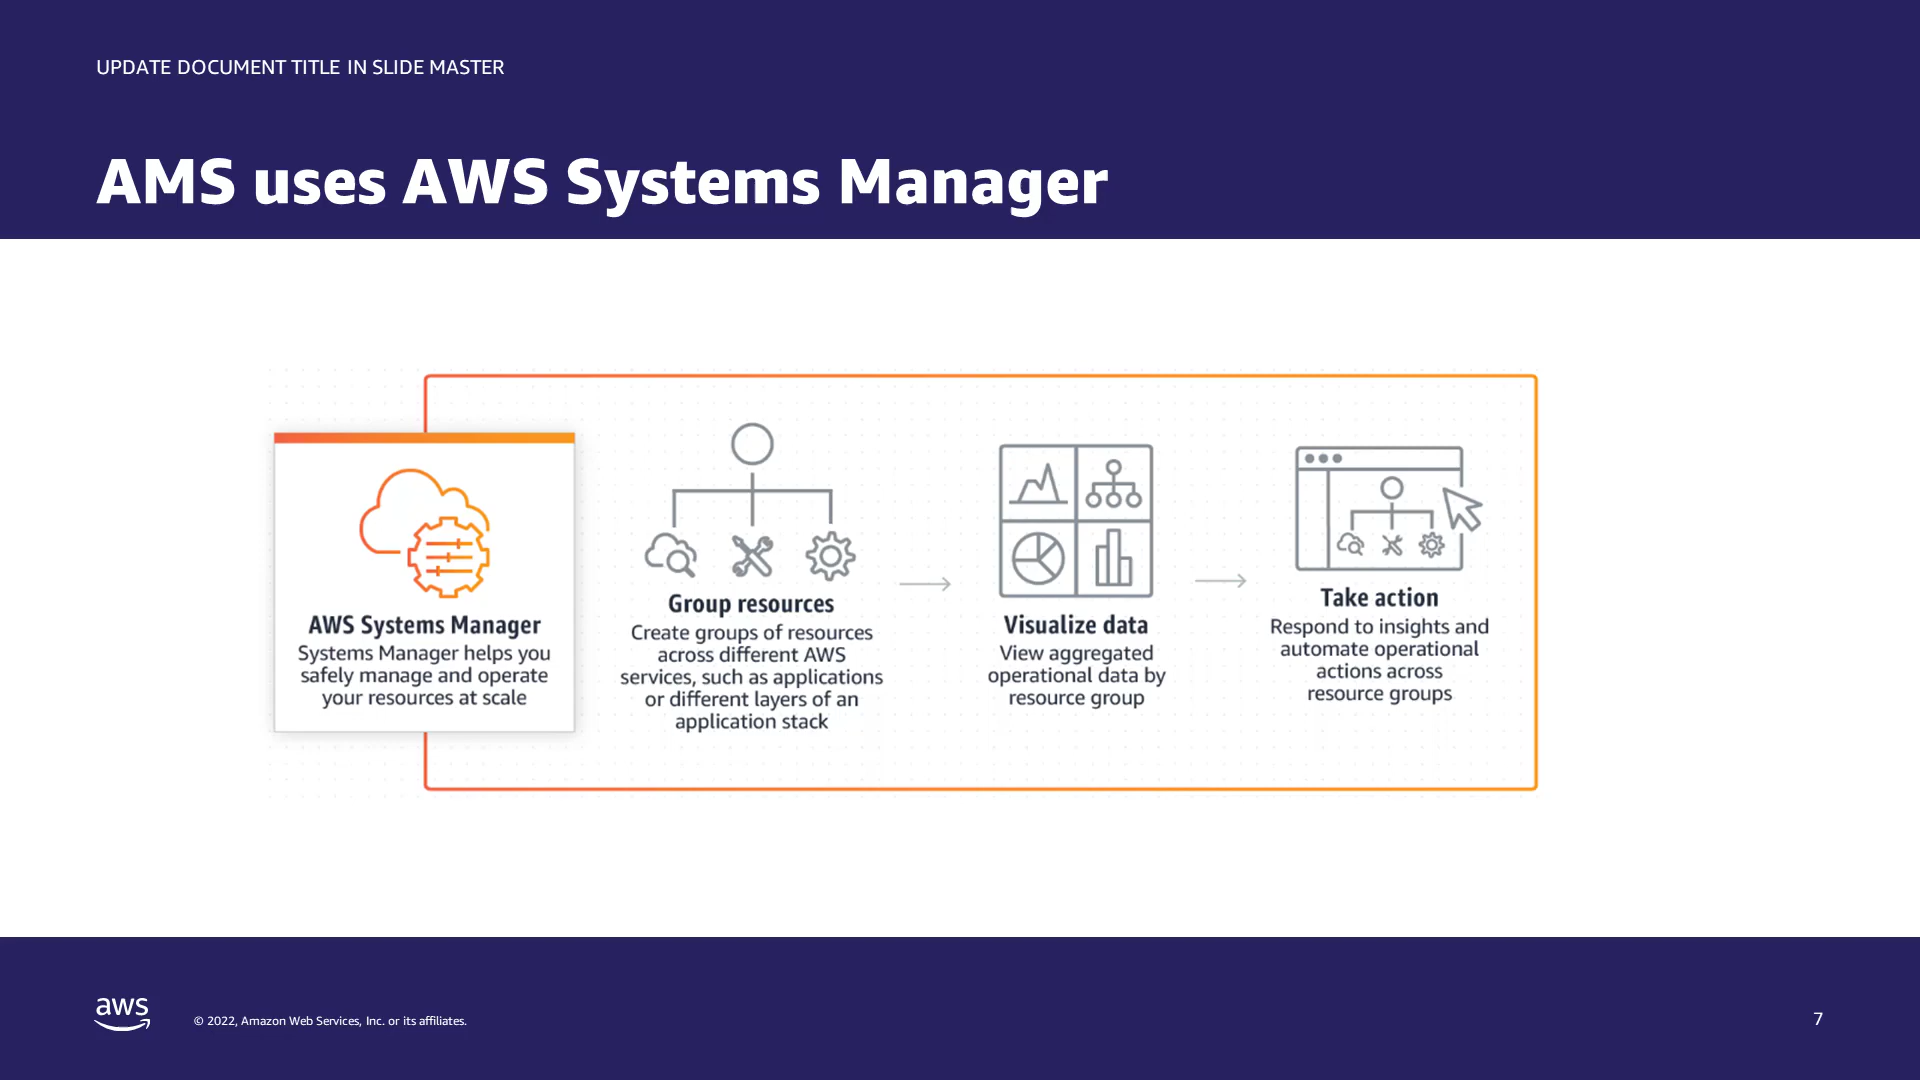 UPDATE DOCUMENT TITLE IN SLIDE MASTER
AMS uses AWS Systems Manager
AWS Systems Manager
Systems Manager helps you
safely manage and operate
your resources at scale
Group resources
Create groups of resources
across different AWS
services, such as applications
or different layers of an
application stack
Visualize data
View aggregated
operational data by
resource group
Take action
Respond to insights and
automate operational
actions across
resource groups
aws
© 2022, Amazon Web Services, Inc. or its affiliates.
7